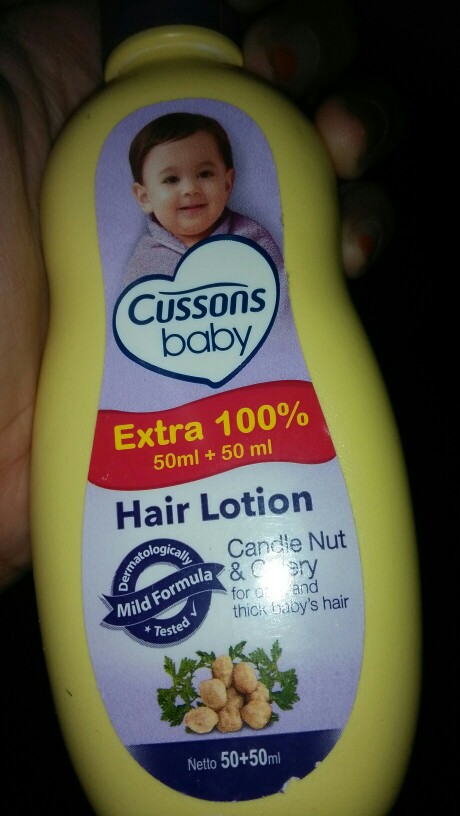 Cussons
baby
Extra 100%
50ml + 50 ml
Hair Lotion
Dermatologically
Mild Formula
* Tested ✓
Candle Nut
& Celery
for and
thick baby's hair
Netto 50+50ml